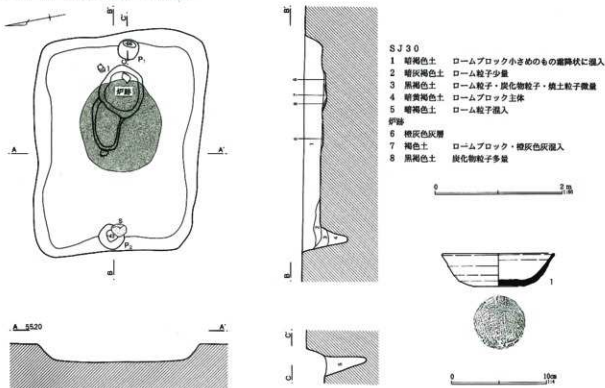 B
C
P1
1
炉跡
A
A'
S
P2
B'
B
B'
B
A 55.20
A'
C
C'
SJ30
1 暗褐色土 ロームブロック小さめのもの霜降状に混入
2 暗灰褐色土 ローム粒子少量
3 黒褐色土 ローム粒子・炭化物粒子・焼土粒子微量
4 暗黄褐色土 ロームブロック主体
5 暗褐色土 ローム粒子混入
炉跡
6 橙灰色灰層
7 褐色土 ロームブロック・橙灰色灰混入
8 黒褐色土 炭化物粒子多量
0 2m
1
0 10cm